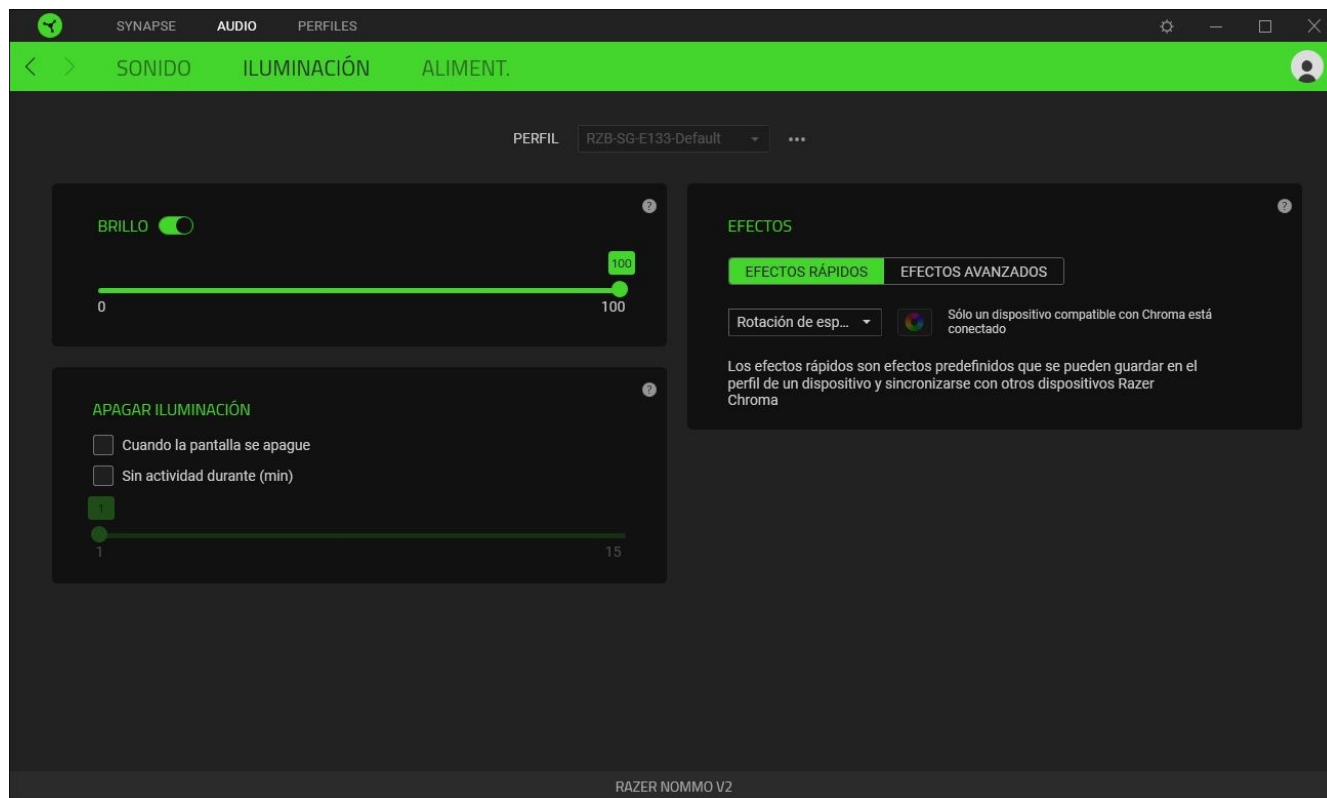 SYNAPSE AUDIO PERFILES
SONIDO ILUMINACIÓN ALIMENT.
PERFIL RZB-SG-E133-Default
BRILLO
100
0 100
APAGAR ILUMINACIÓN
Cuando la pantalla se apague
Sin actividad durante (min)
1
1 15
EFECTOS
EFECTOS RÁPIDOS EFECTOS AVANZADOS
Rotación de esp...
Sólo un dispositivo compatible con Chroma está
conectado
Los efectos rápidos son efectos predefinidos que se pueden guardar en el
perfil de un dispositivo y sincronizarse con otros dispositivos Razer
Chroma
RAZER NOMMO V2